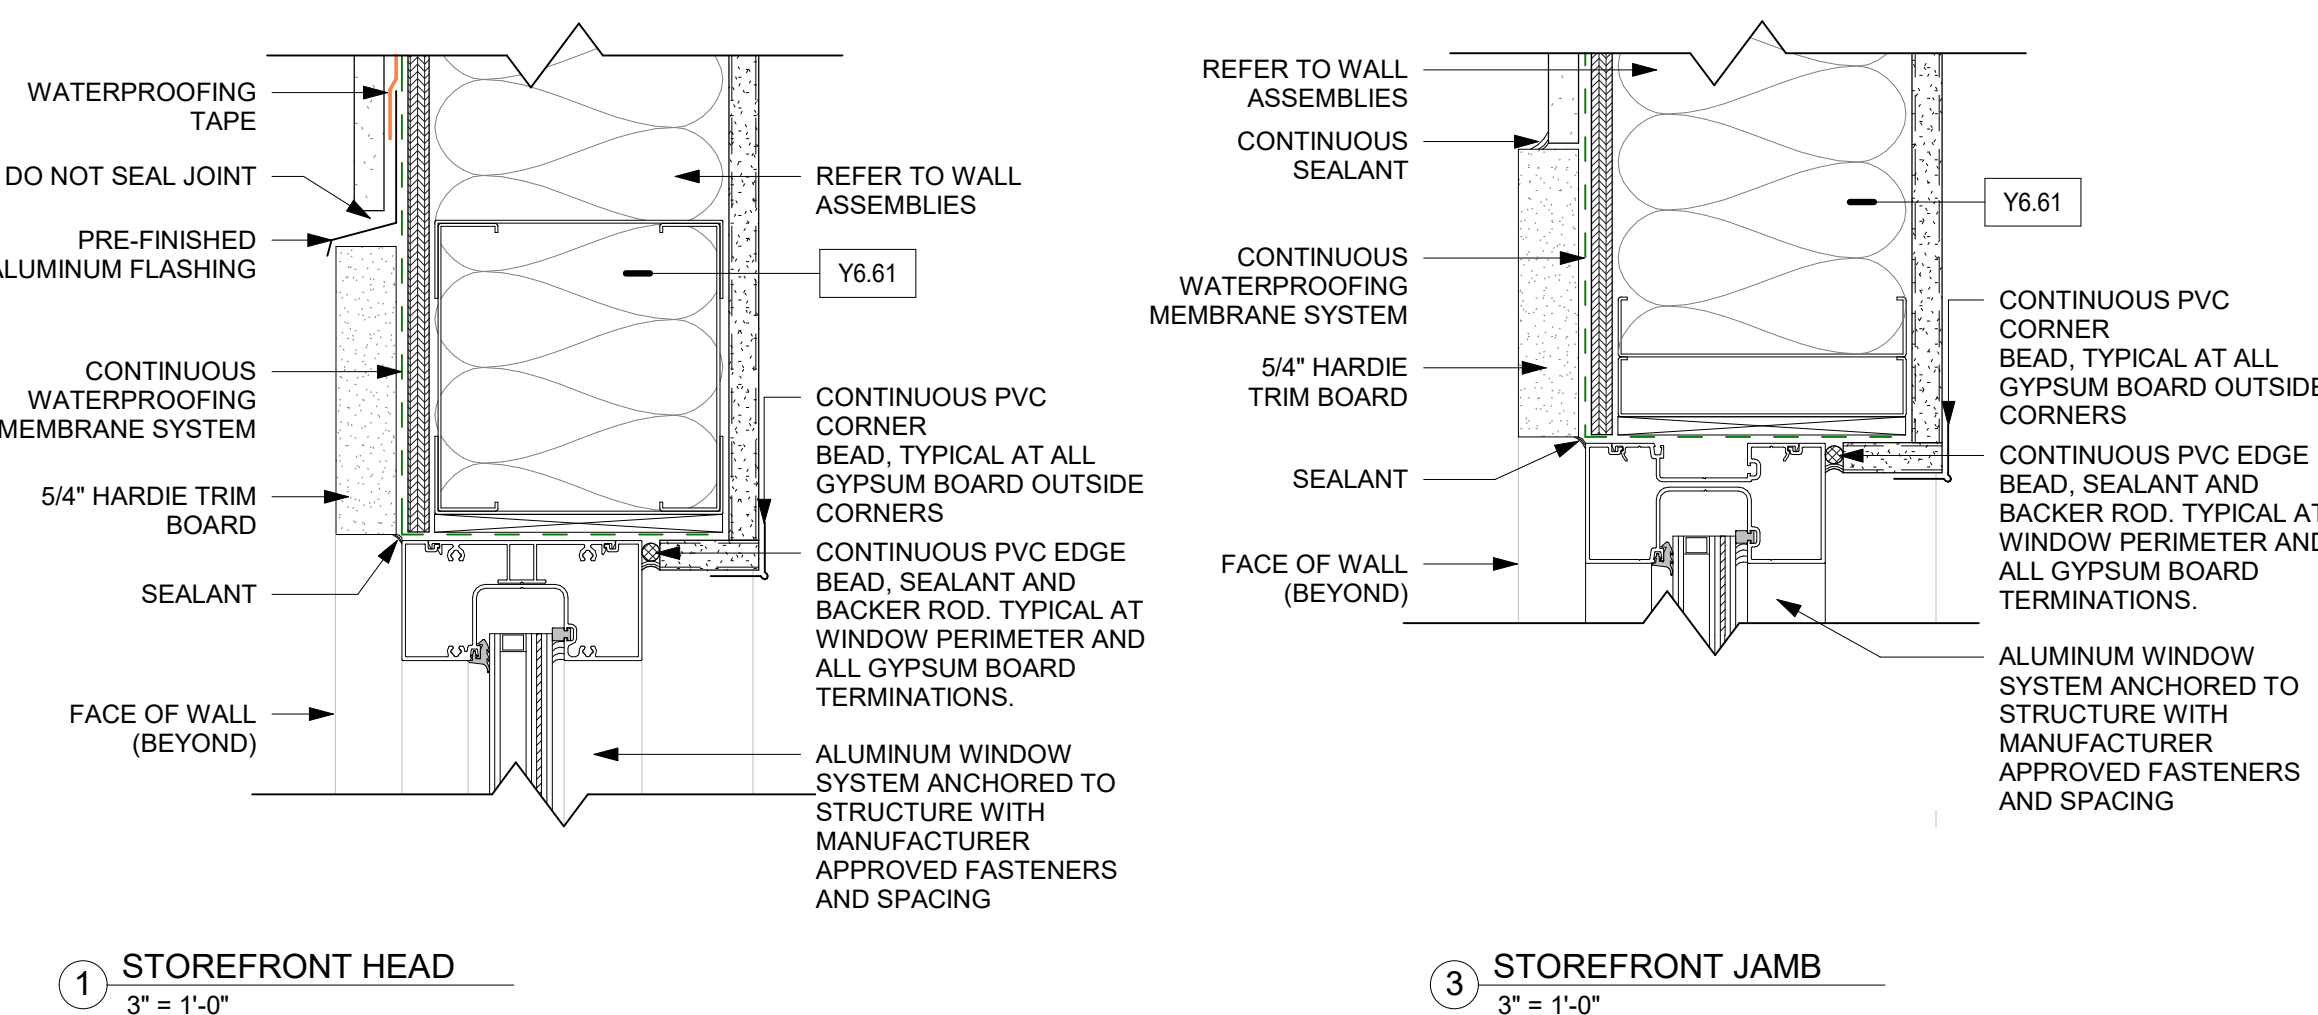 WATERPROOFING
TAPE
DO NOT SEAL JOINT
PRE-FINISHED
ALUMINUM FLASHING
CONTINUOUS
WATERPROOFING
MEMBRANE SYSTEM
5/4" HARDIE TRIM
BOARD
SEALANT
FACE OF WALL
(BEYOND)
REFER TO WALL
ASSEMBLIES
Y6.61
CONTINUOUS PVC
CORNER
BEAD, TYPICAL AT ALL
GYPSUM BOARD OUTSIDE
CORNERS
CONTINUOUS PVC EDGE
BEAD, SEALANT AND
BACKER ROD. TYPICAL AT
WINDOW PERIMETER AND
ALL GYPSUM BOARD
TERMINATIONS.
ALUMINUM WINDOW
SYSTEM ANCHORED TO
STRUCTURE WITH
MANUFACTURER
APPROVED FASTENERS
AND SPACING
1
STOREFRONT HEAD
3" = 1'-0"
REFER TO WALL
ASSEMBLIES
CONTINUOUS
SEALANT
CONTINUOUS
WATERPROOFING
MEMBRANE SYSTEM
5/4" HARDIE
TRIM BOARD
SEALANT
FACE OF WALL
(BEYOND)
Y6.61
CONTINUOUS PVC
CORNER
BEAD, TYPICAL AT ALL
GYPSUM BOARD OUTSIDE
CORNERS
CONTINUOUS PVC EDGE
BEAD, SEALANT AND
BACKER ROD. TYPICAL AT
WINDOW PERIMETER AND
ALL GYPSUM BOARD
TERMINATIONS.
ALUMINUM WINDOW
SYSTEM ANCHORED TO
STRUCTURE WITH
MANUFACTURER
APPROVED FASTENERS
AND SPACING
3
STOREFRONT JAMB
3" = 1'-0"